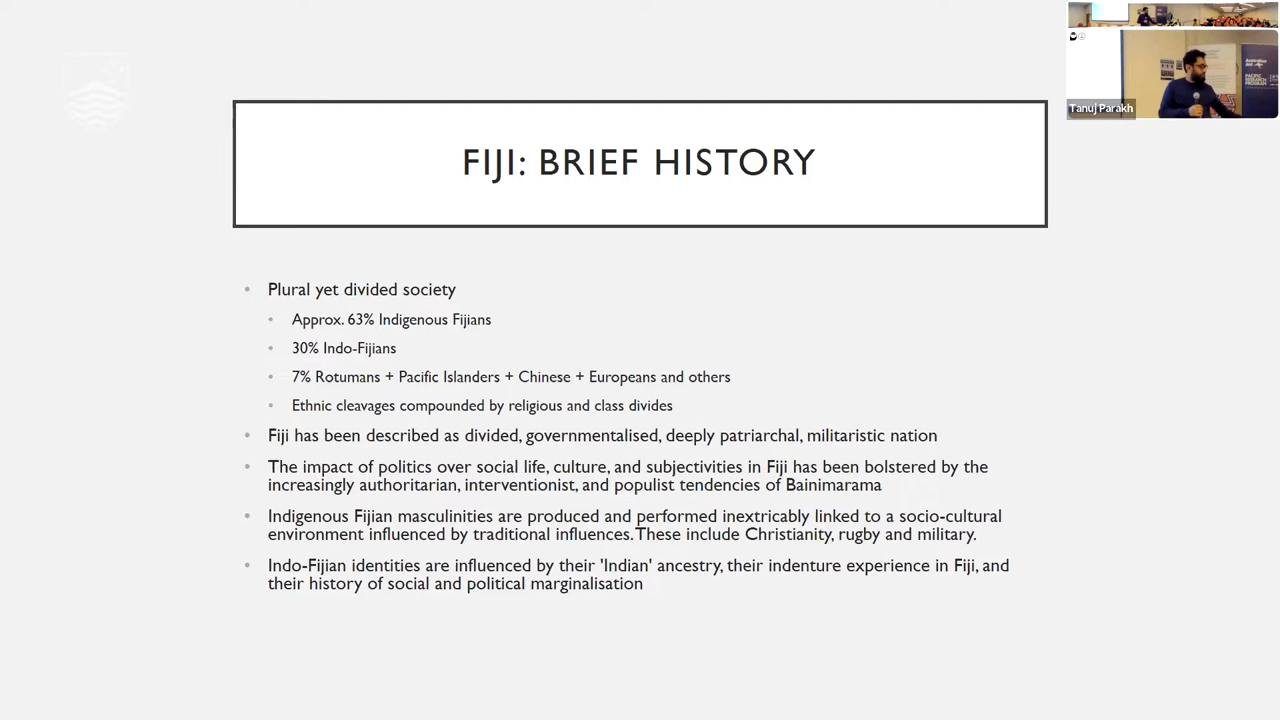 FIJI: BRIEF HISTORY
• Plural yet divided society
• Approx. 63% Indigenous Fijians
• 30% Indo-Fijians
• 7% Rotumans + Pacific Islanders + Chinese + Europeans and others
• Ethnic cleavages compounded by religious and class divides
• Fiji has been described as divided, governmentalised, deeply patriarchal, militaristic nation
• The impact of politics over social life, culture, and subjectivities in Fiji has been bolstered by the
increasingly authoritarian, interventionist, and populist tendencies of Bainimarama
• Indigenous Fijian masculinities are produced and performed inextricably linked to a socio-cultural
environment influenced by traditional influences. These include Christianity, rugby and military.
• Indo-Fijian identities are influenced by their 'Indian' ancestry, their indenture experience in Fiji, and
their history of social and political marginalisation
Australian
Aid
PACIFIC
RESEARCH
PROGRAM
Tanuj Parakh